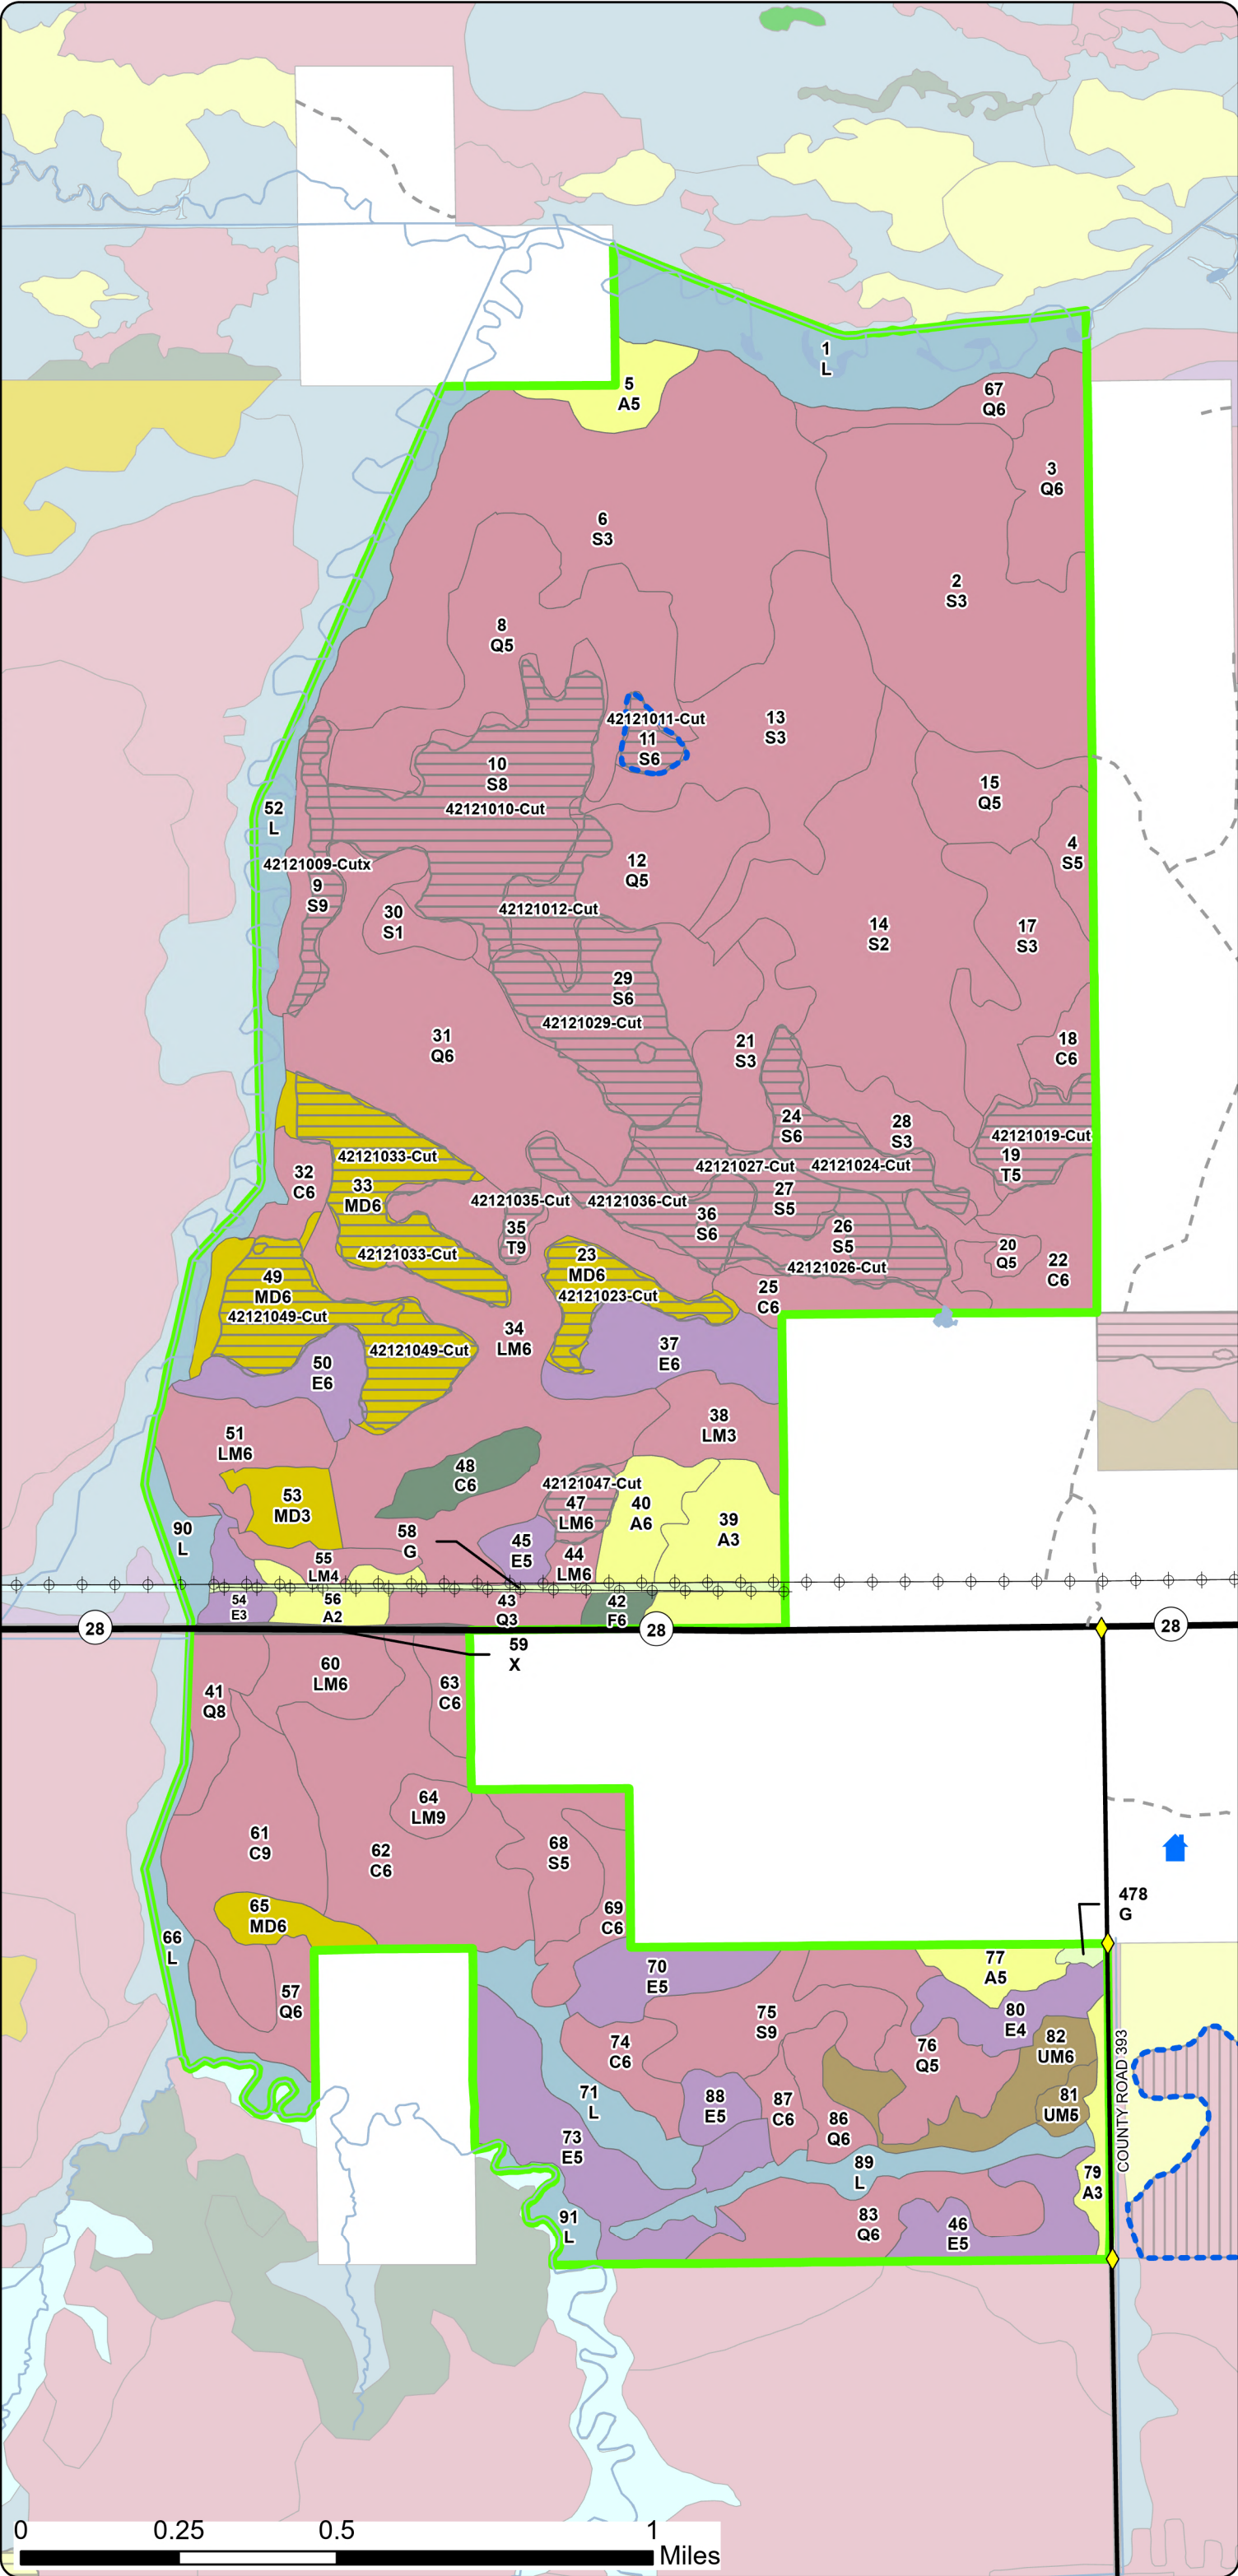 1
L
5
A5
67
Q6
3
Q6
6
S3
2
S3
8
Q5
42121011-Cut
11
S6
13
S3
10
S8
42121010-Cut
15
Q5
52
L
4
S5
42121009-Cutx
9
S9
12
Q5
30
S1
42121012-Cut
14
S2
17
S3
29
S6
42121029-Cut
31
Q6
21
S3
18
C6
24
S6
28
S3
42121019-Cut
19
T5
42121033-Cut
42121027-Cut
42121024-Cut
32
C6
33
MD6
42121035-Cut
42121036-Cut
27
S5
35
T9
36
S6
26
S5
42121033-Cut
23
MD6
20
Q5
22
C6
42121026-Cut
49
MD6
42121049-Cut
42121023-Cut
25
C6
34
LM6
42121049-Cut
37
E6
50
E6
51
LM6
38
LM3
48
C6
42121047-Cut
47
LM6
53
MD3
40
A6
39
A3
90
L
58
G
45
E5
55
LM4
44
LM6
54
E3
56
A2
43
Q3
42
F6
28
28
28
59
X
60
LM6
41
Q8
63
C6
64
LM9
61
C9
62
C6
68
S5
65
MD6
69
C6
478
G
66
L
70
E5
77
A5
57
Q6
75
S9
80
E4
74
C6
76
Q5
82
UM6
COUNTY ROAD 393
71
L
88
E5
87
C6
86
Q6
81
UM5
73
E5
89
L
79
A3
91
L
83
Q6
46
E5
0
0.25
0.5
1
Miles